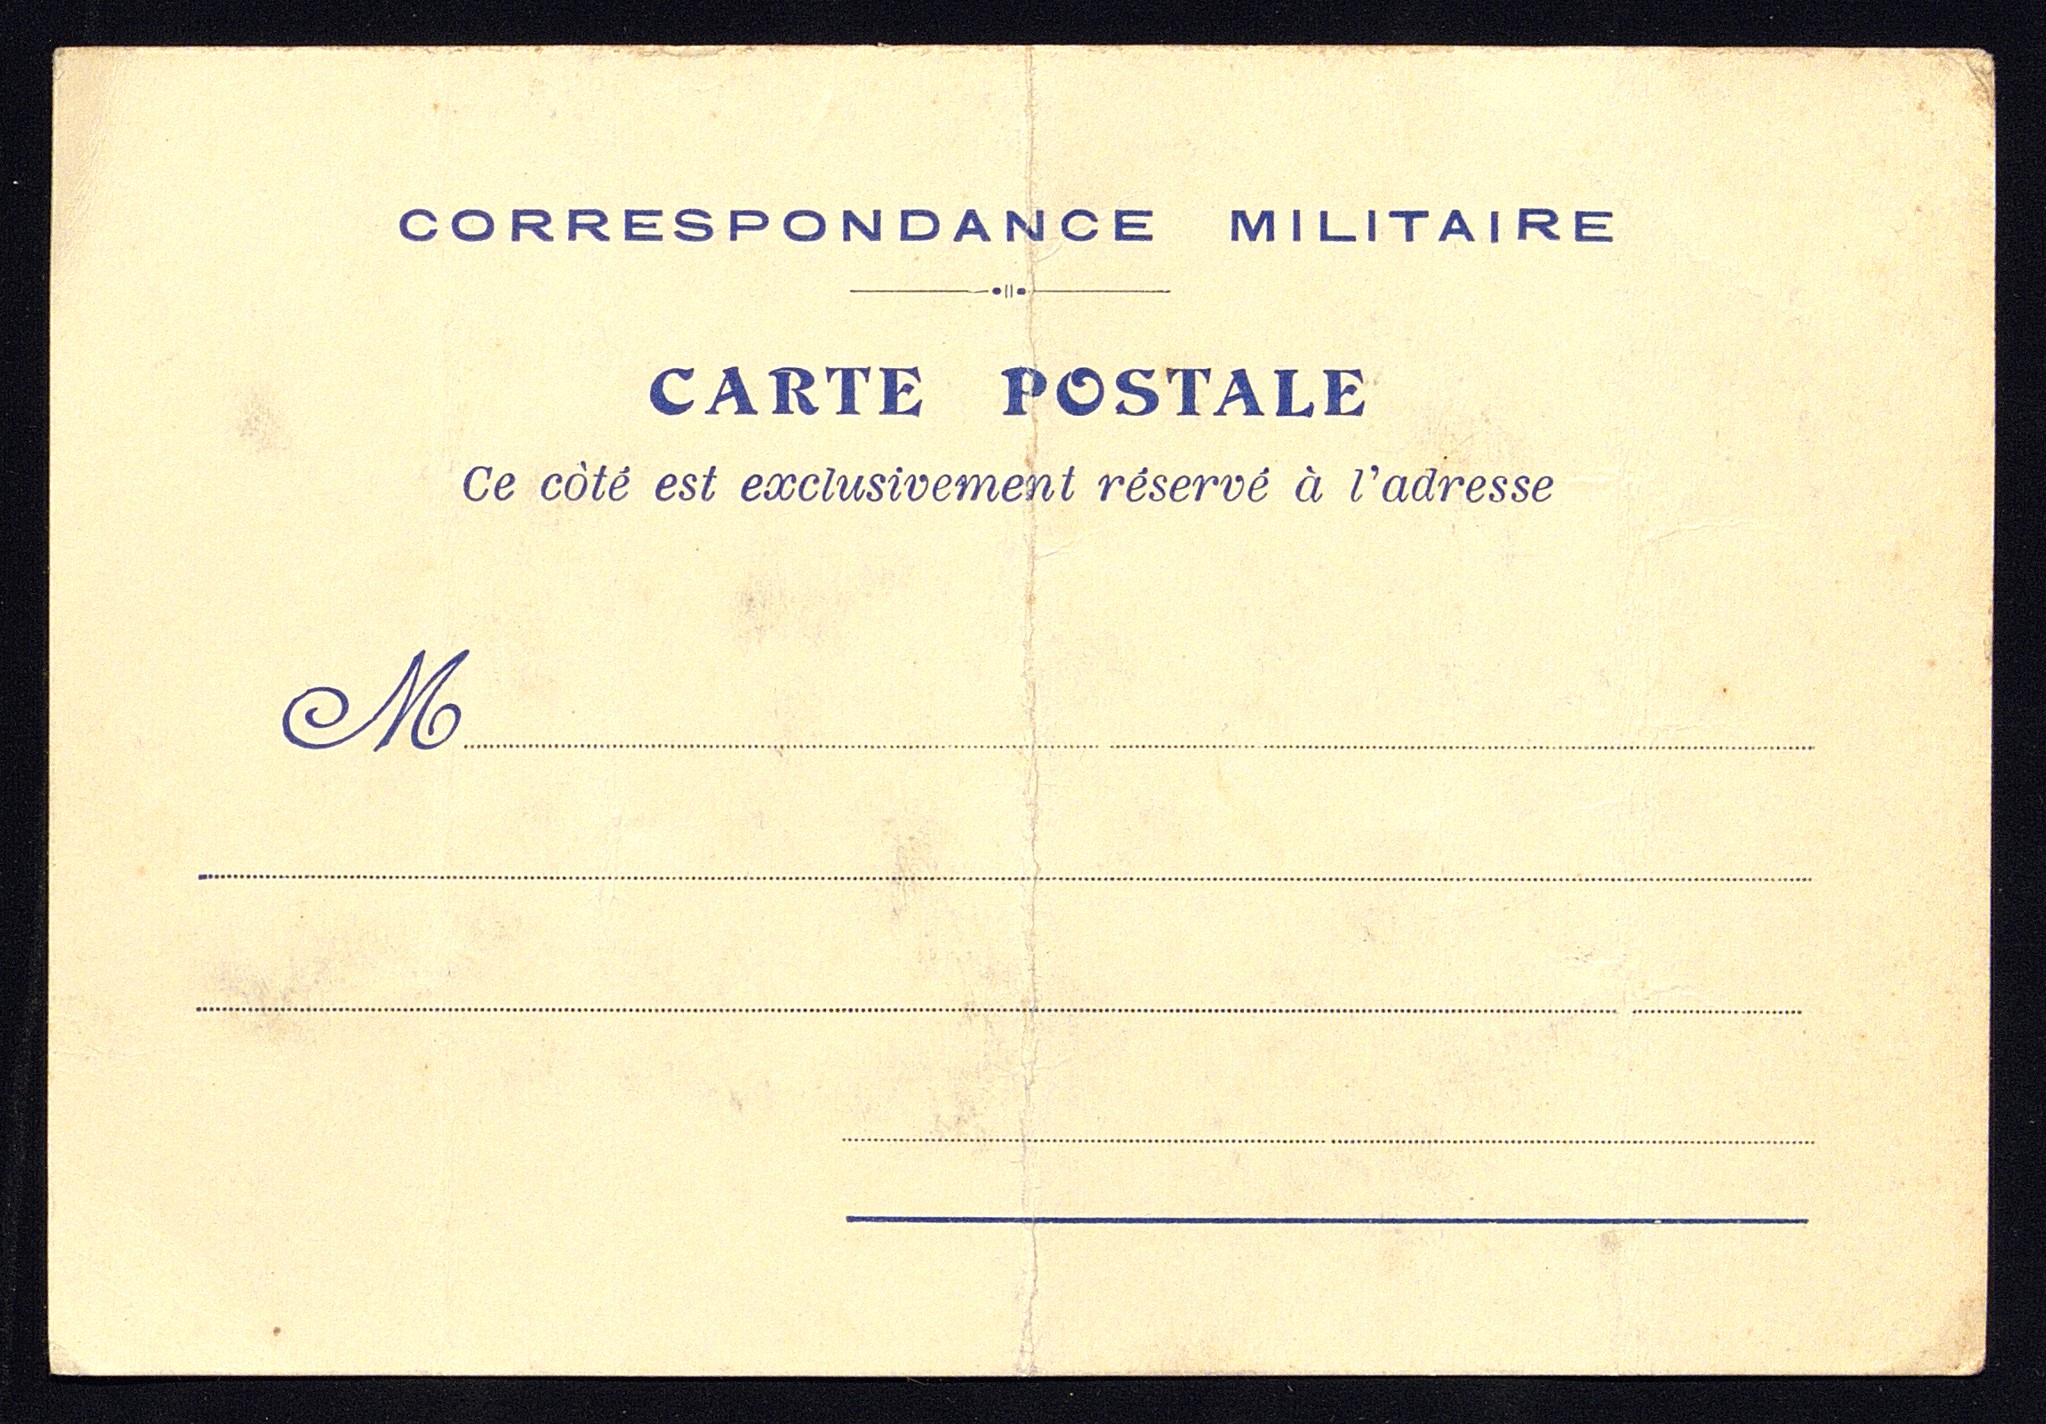 CORRESPONDANCE MILITAIRE
CARTE POSTALE
Ce côté est exclusivement réservé à l'adresse
M